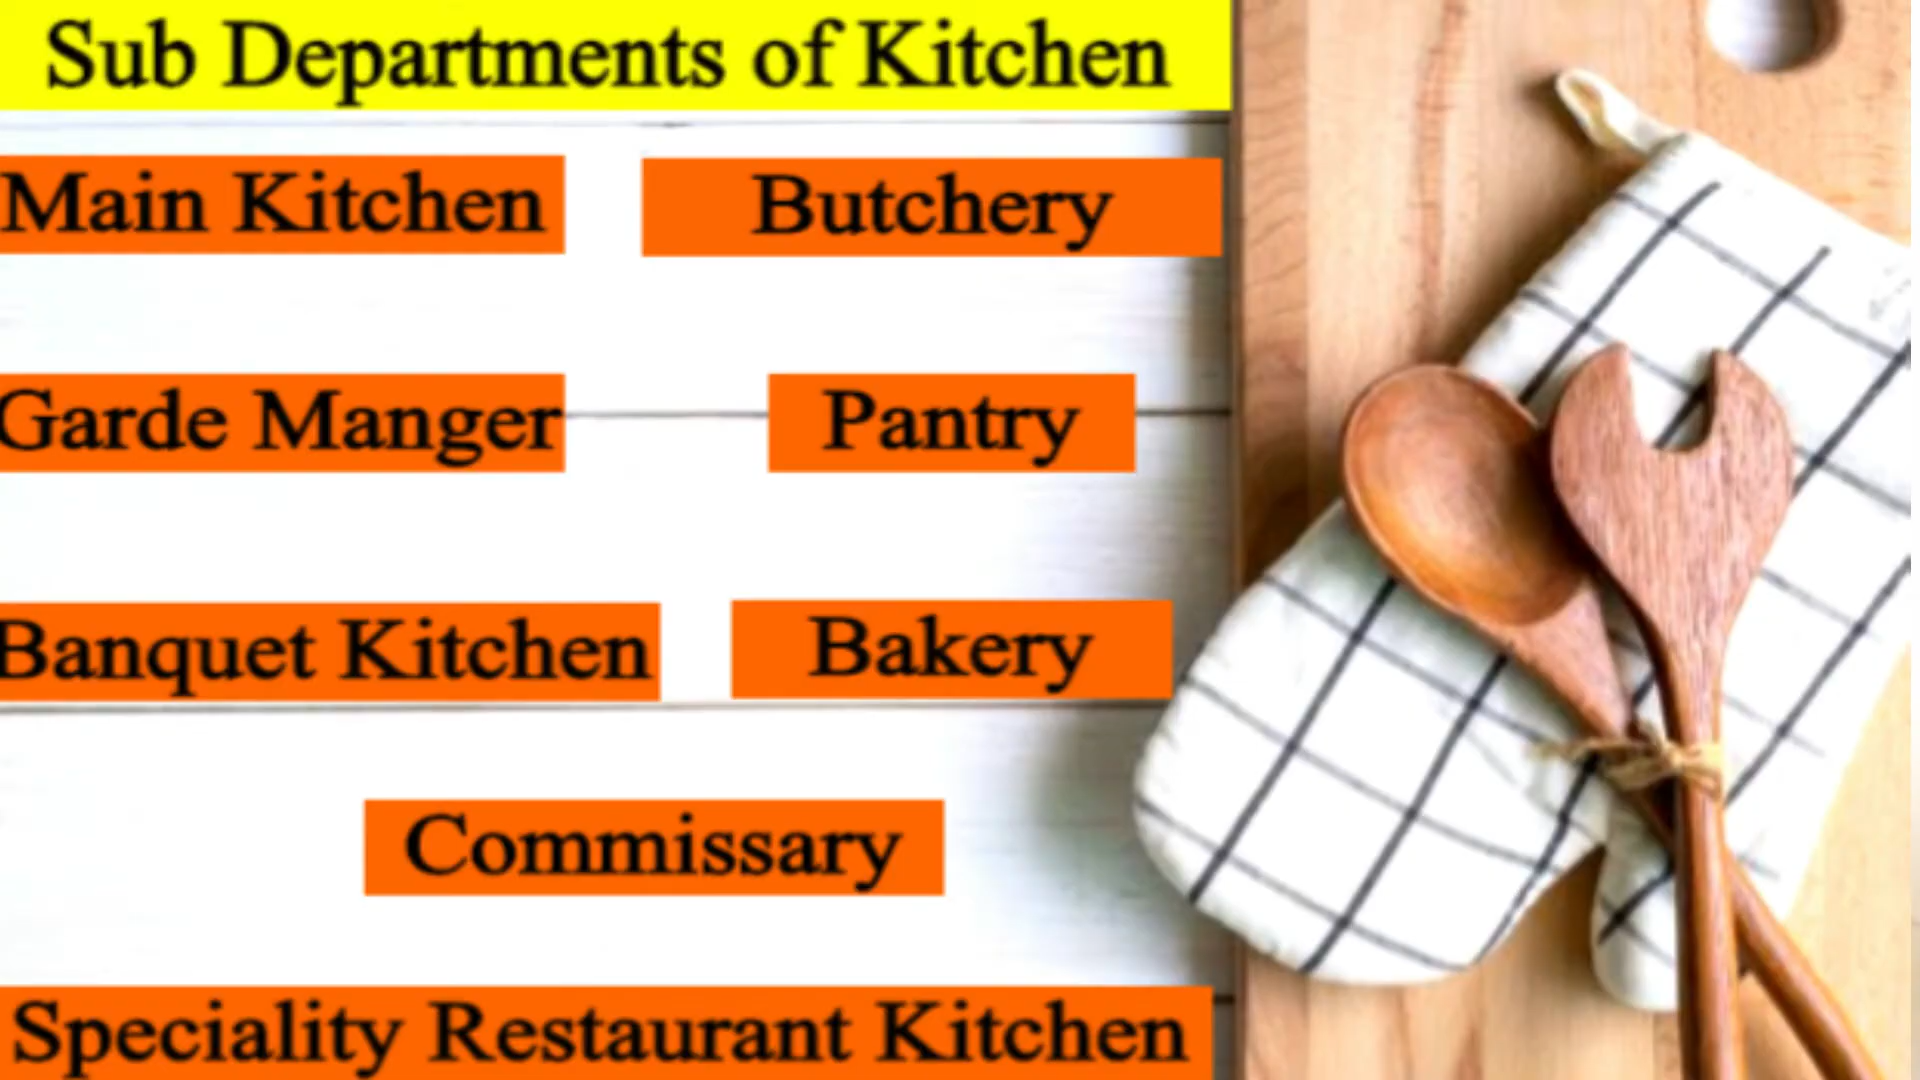 Sub Departments of Kitchen
Main Kitchen
Butchery
Garde Manger
Pantry
Banquet Kitchen
Bakery
Commissary
Speciality Restaurant Kitchen